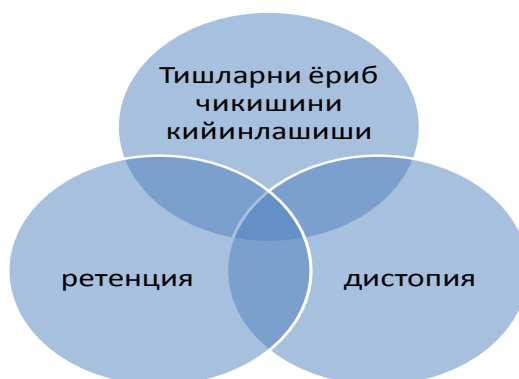 Тишларни ёриб
чикишини
кийинлашиши
ретенция
дистопия